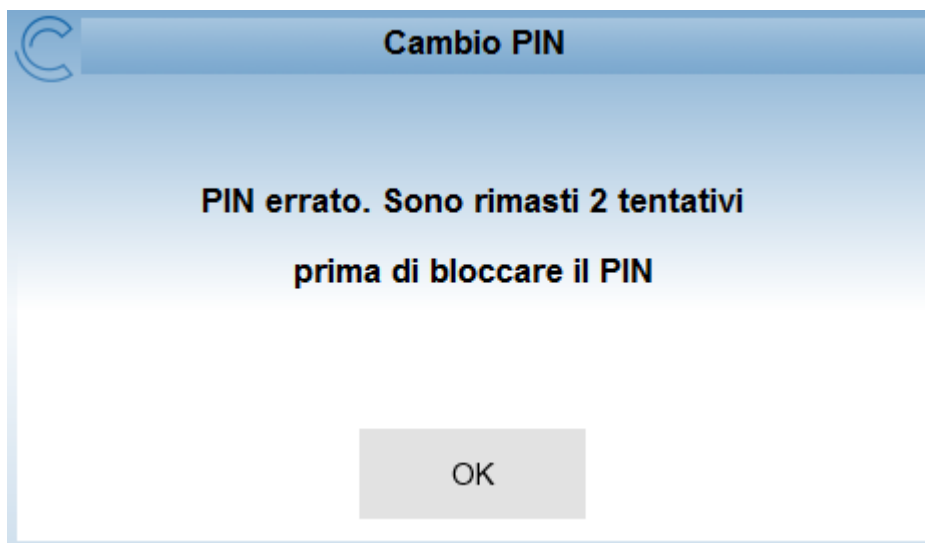 Cambio PIN
PIN errato. Sono rimasti 2 tentativi
prima di bloccare il PIN
OK